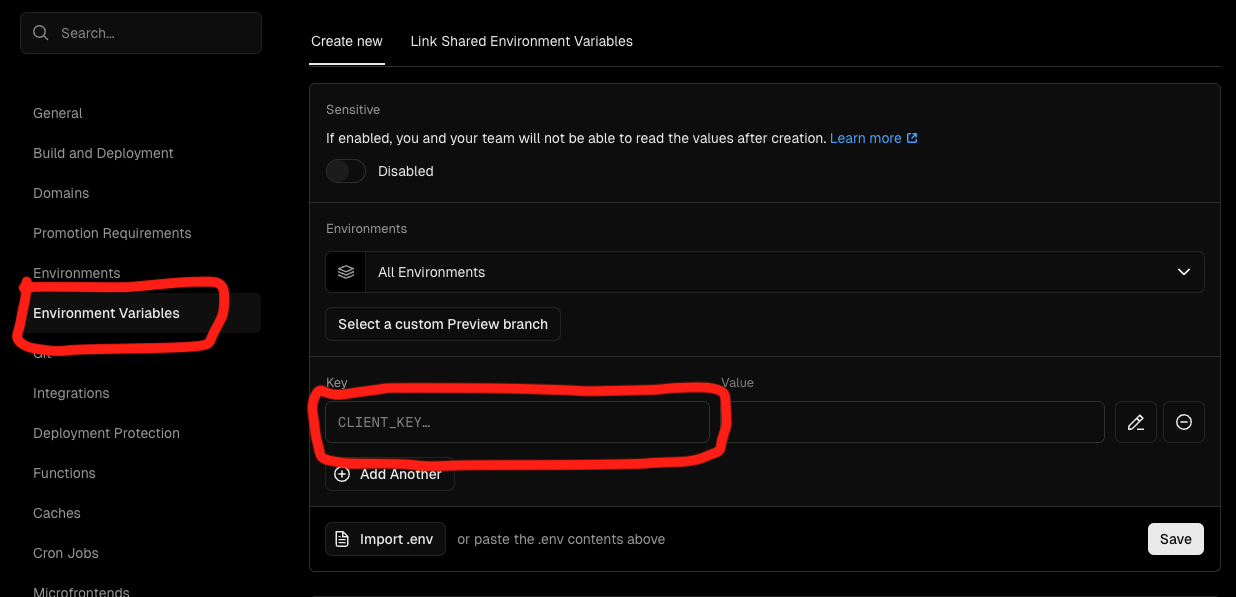 Search...
General
Build and Deployment
Domains
Promotion Requirements
Environments
Environment Variables
Git
Integrations
Deployment Protection
Functions
Caches
Cron Jobs
Microfrontends
Create new Link Shared Environment Variables
Sensitive
If enabled, you and your team will not be able to read the values after creation. Learn more
Disabled
Environments
All Environments
Select a custom Preview branch
Key Value
CLIENT_KEY...
Add Another
Import .env or paste the .env contents above
Save